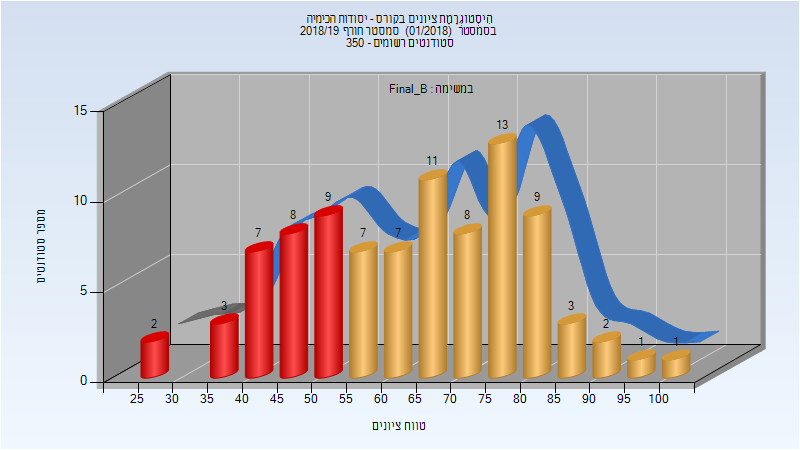 היסטוגרמת ציונים בקורס - יסודות הכימיה
בסמסטר (01/2018) סמסטר חורף 2018/19
סטודנטים רשומים - 350
במשימה : Final_B
מספר סטודנטים
15
10
5
0
2
3
7
8
9
7
7
11
8
13
9
3
2
1
1
25 30 35 40 45 50 55 60 65 70 75 80 85 90 95 100
טווח ציונים